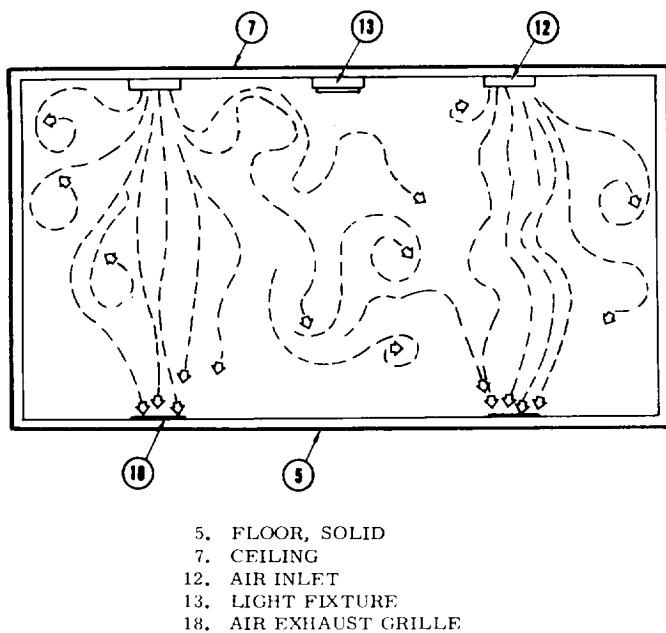 7 13 12
18 5
5. FLOOR, SOLID
7. CEILING
12. AIR INLET
13. LIGHT FIXTURE
18. AIR EXHAUST GRILLE